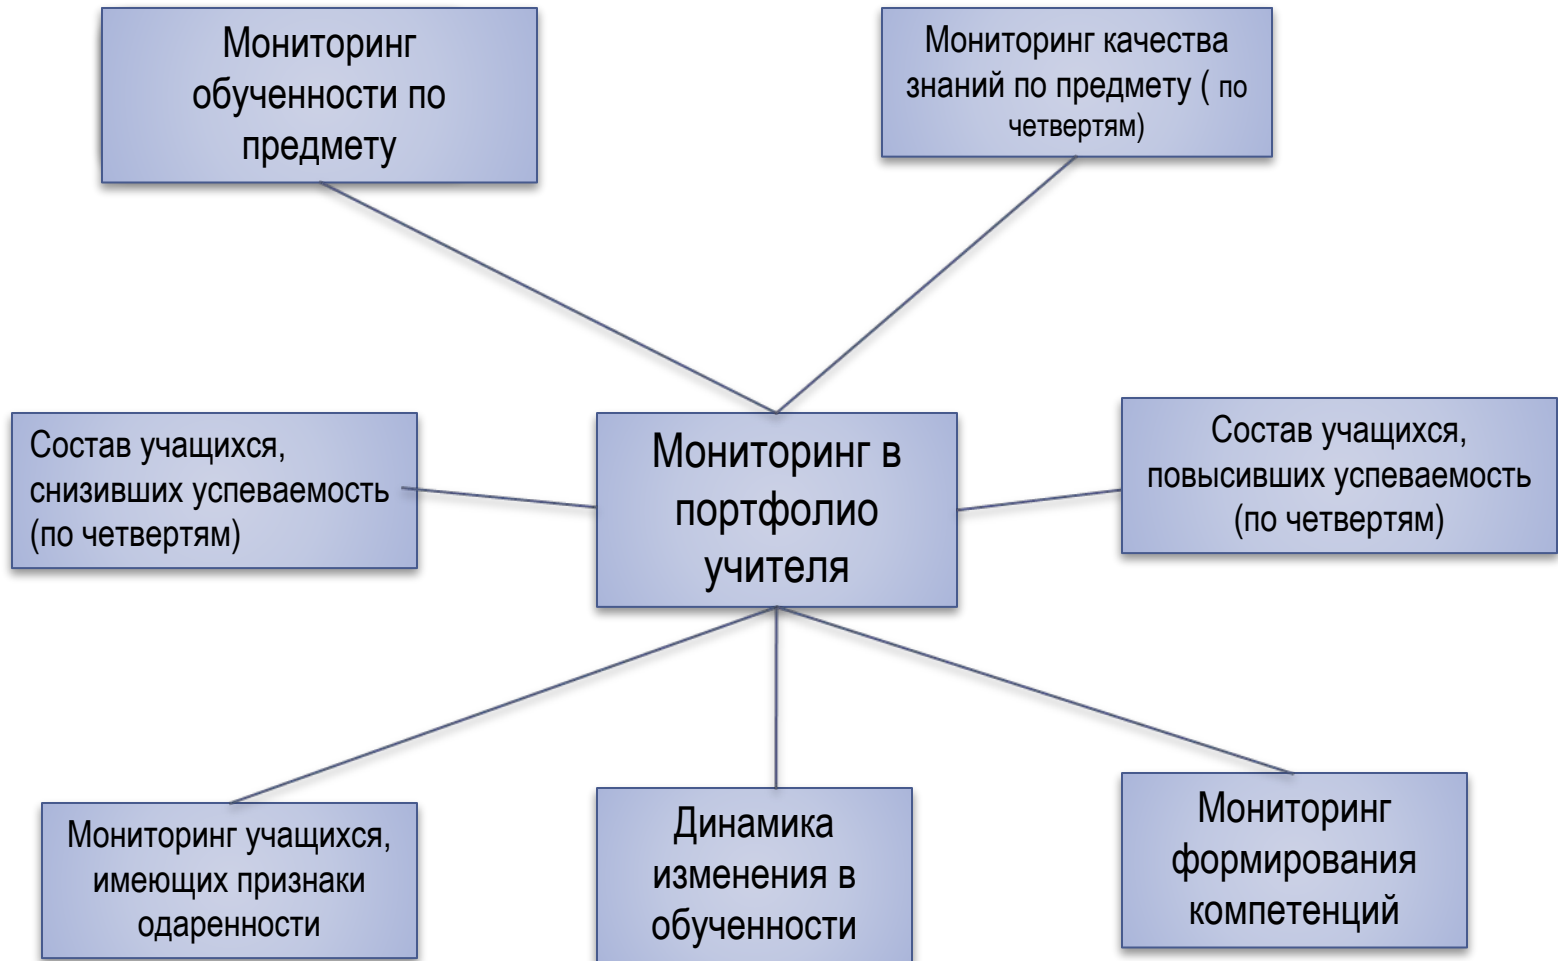 Мониторинг
обученности по
предмету
Мониторинг качества
знаний по предмету ( по
четвертям)
Состав учащихся,
снизивших успеваемость
(по четвертям)
Мониторинг в
портфолио
учителя
Состав учащихся,
повысивших успеваемость
(по четвертям)
Мониторинг учащихся,
имеющих признаки
одаренности
Динамика
изменения в
обученности
Мониторинг
формирования
компетенций